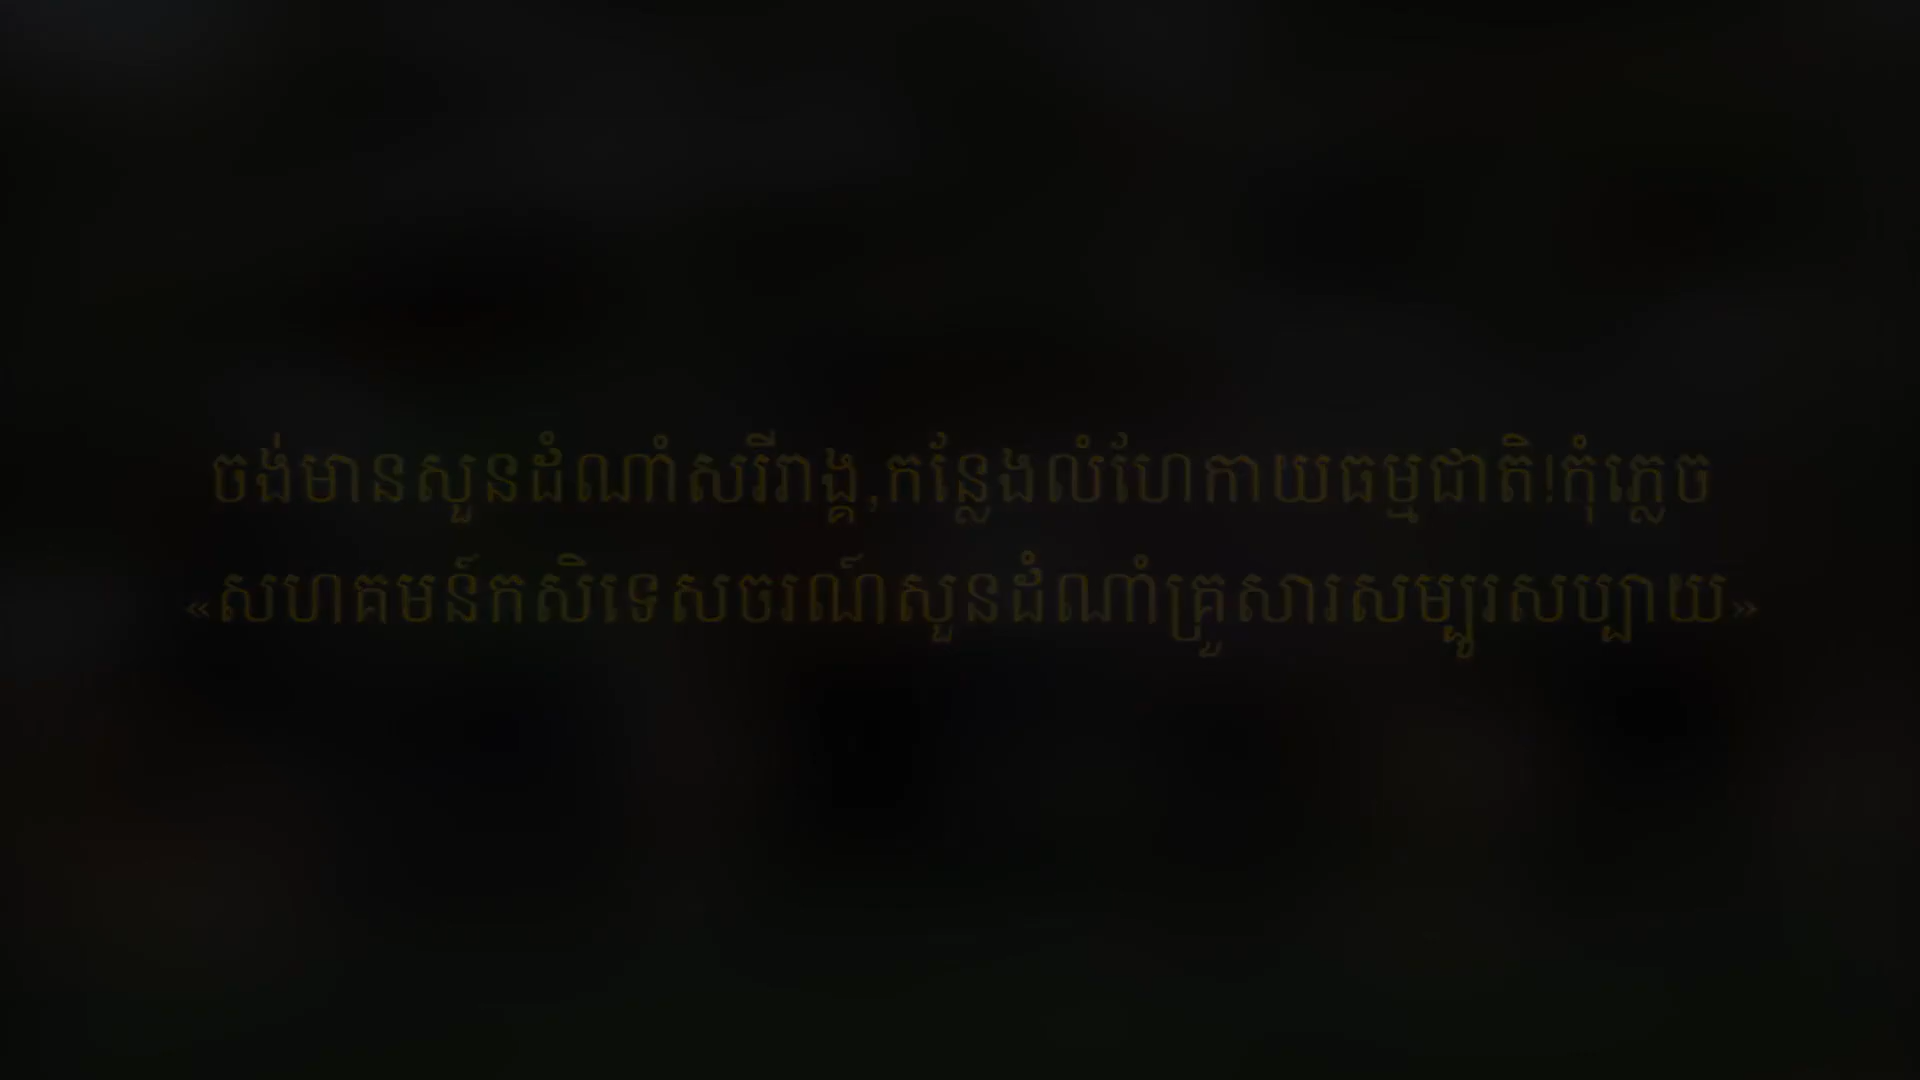 ចង់មានសួនដំណាំសរីរាង្គ,កន្លែងលំហែកាយធម្មជាតិ!កុំភ្លេច
«សហគមន៍កសិទេសចរណ៍សួនដំណាំគ្រួសារសម្បូរសប្បាយ»